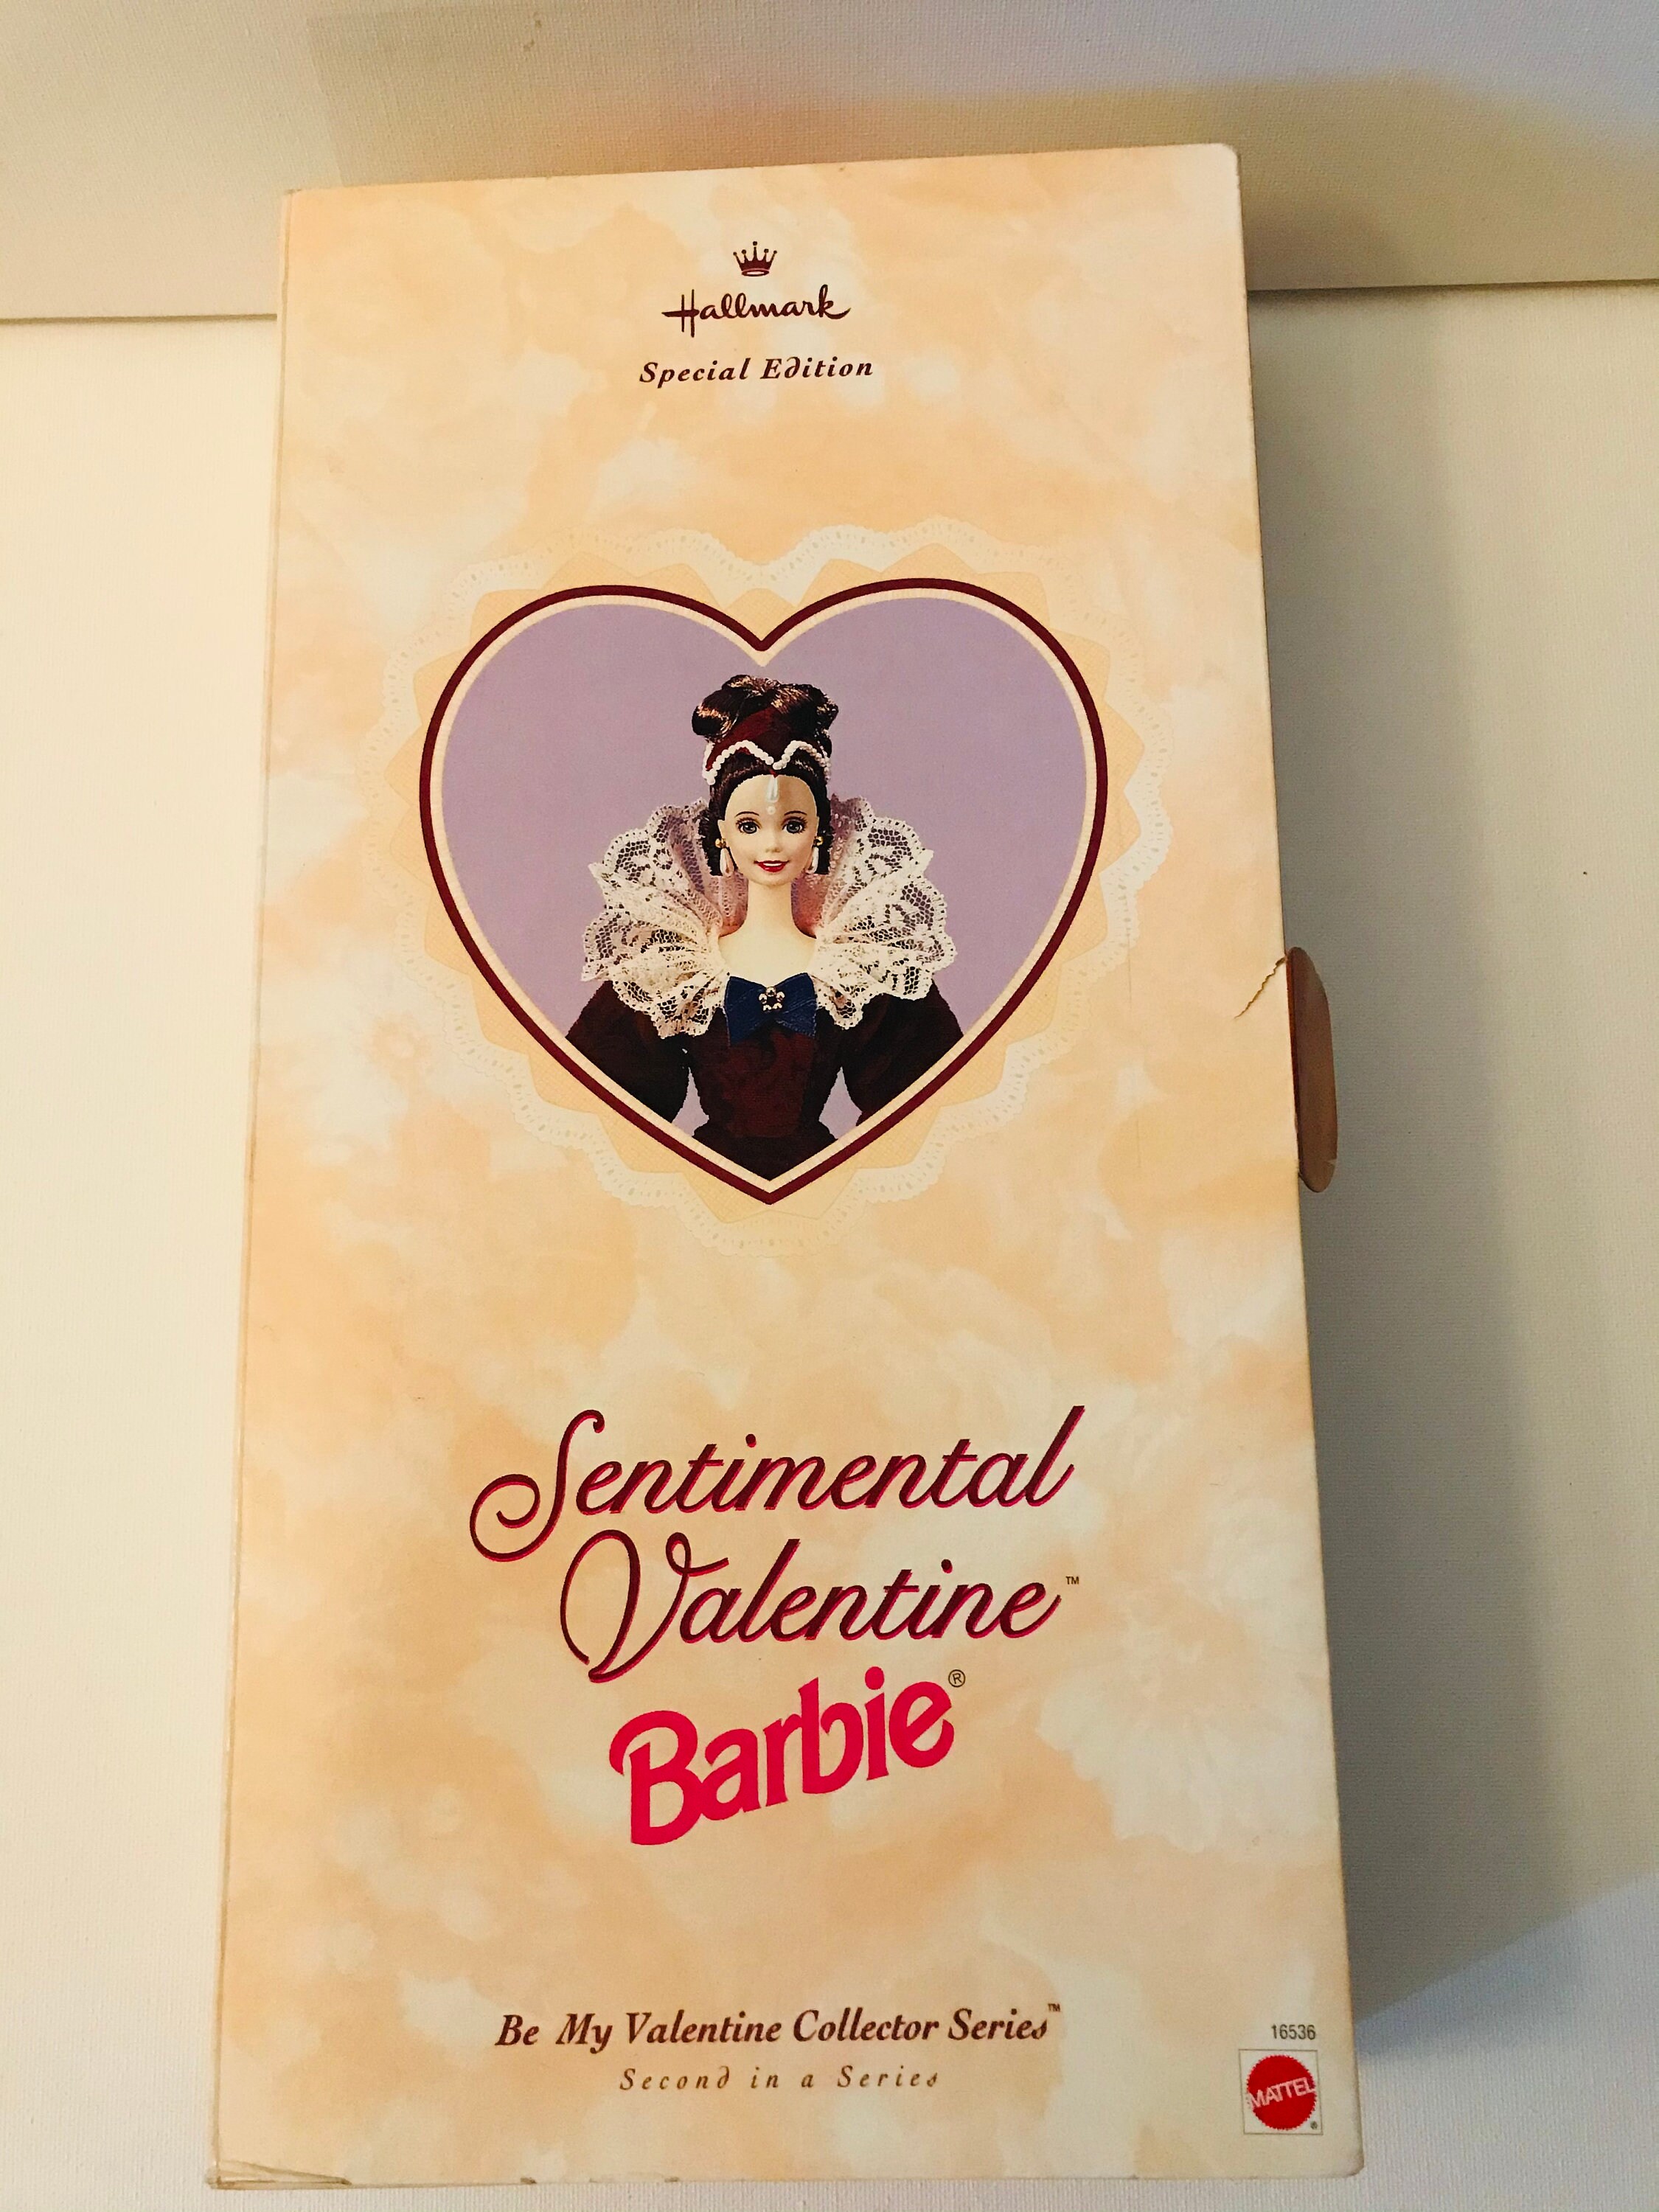 Hallmark
Special Edition
Sentimental
Valentine™
Barbie®
Be My Valentine Collector Series™
Second in a Series
16536
MATTEL®